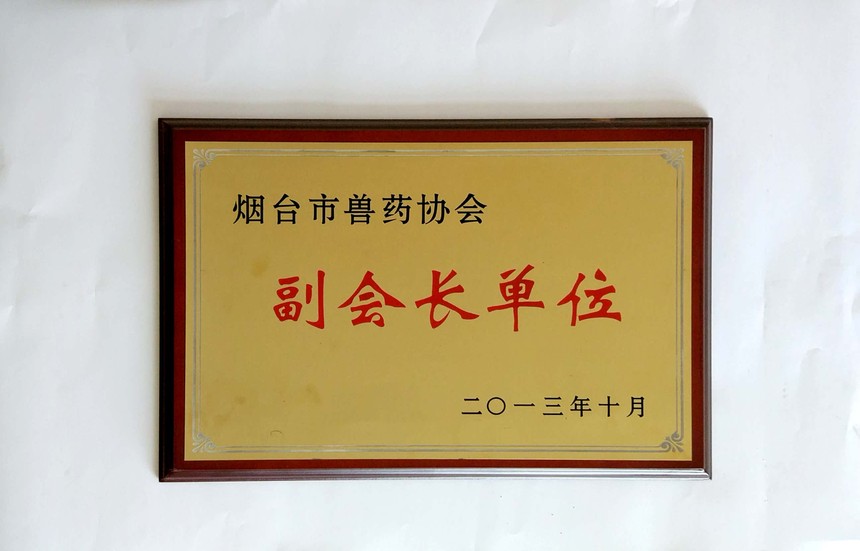 烟台市兽药协会
副会长单位
二〇一三年十月